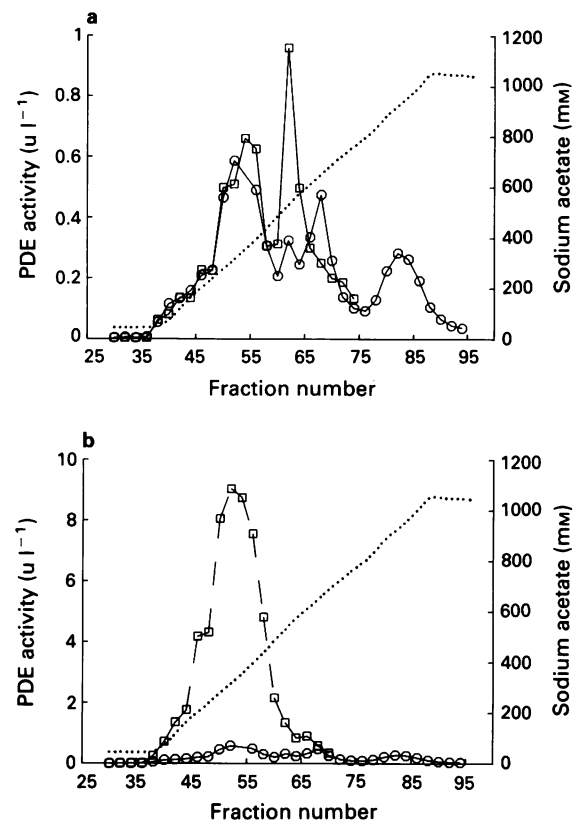 a
1
0.8
0.6
0.4
0.2
0
PDE activity (u l⁻¹)
1200
1000
800
600
400
200
0
Sodium acetate (mM)
25 35 45 55 65 75 85 95
Fraction number
b
10
8
6
4
2
0
PDE activity (u l⁻¹)
1200
1000
800
600
400
200
0
Sodium acetate (mM)
25 35 45 55 65 75 85 95
Fraction number